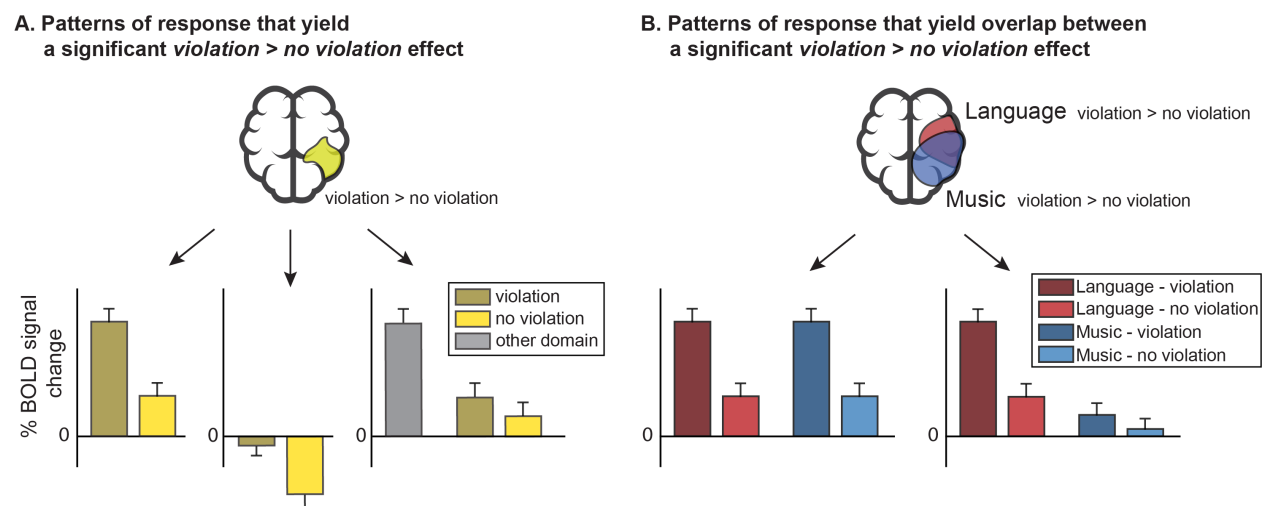 A. Patterns of response that yield
a significant violation > no violation effect
violation > no violation
% BOLD signal
change
0
0
0
violation
no violation
other domain
B. Patterns of response that yield overlap between
a significant violation > no violation effect
Language violation > no violation
Music violation > no violation
0
0
Language - violation
Language - no violation
Music - violation
Music - no violation